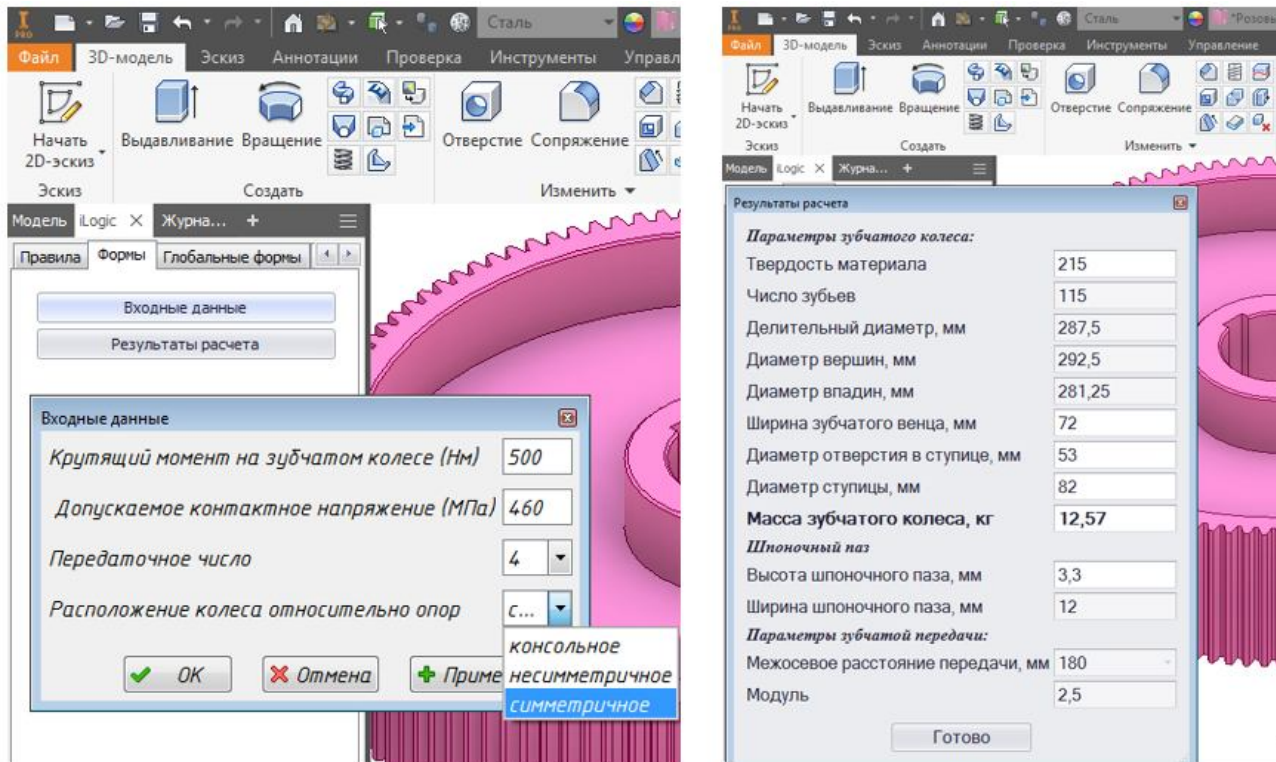 PRO
Сталь
Файл 3D-модель Эскиз Аннотации Проверка Инструменты Управл
Начать
2D-эскиз
Выдавливание Вращение
Отверстие Сопряжение
Эскиз Создать Изменить
Модель iLogic Журна... +
Правила Формы Глобальные формы
Входные данные
Результаты расчета
Входные данные
Крутящий момент на зубчатом колесе (Нм) 500
Допускаемое контактное напряжение (МПа) 460
Передаточное число 4
Расположение колеса относительно опор с...
консольное
несимметричное
симметричное
OK Отмена Приме
PRO
Сталь *Розовы
Файл 3D-модель Эскиз Аннотации Проверка Инструменты Управление
Начать
2D-эскиз
Выдавливание Вращение
Отверстие Сопряжение
Эскиз Создать Изменить
Модель iLogic Журна... +
Результаты расчета
Параметры зубчатого колеса:
Твердость материала 215
Число зубьев 115
Делительный диаметр, мм 287,5
Диаметр вершин, мм 292,5
Диаметр впадин, мм 281,25
Ширина зубчатого венца, мм 72
Диаметр отверстия в ступице, мм 53
Диаметр ступицы, мм 82
Масса зубчатого колеса, кг 12,57
Шпоночный паз
Высота шпоночного паза, мм 3,3
Ширина шпоночного паза, мм 12
Параметры зубчатой передачи:
Межосевое расстояние передачи, мм 180
Модуль 2,5
Готово